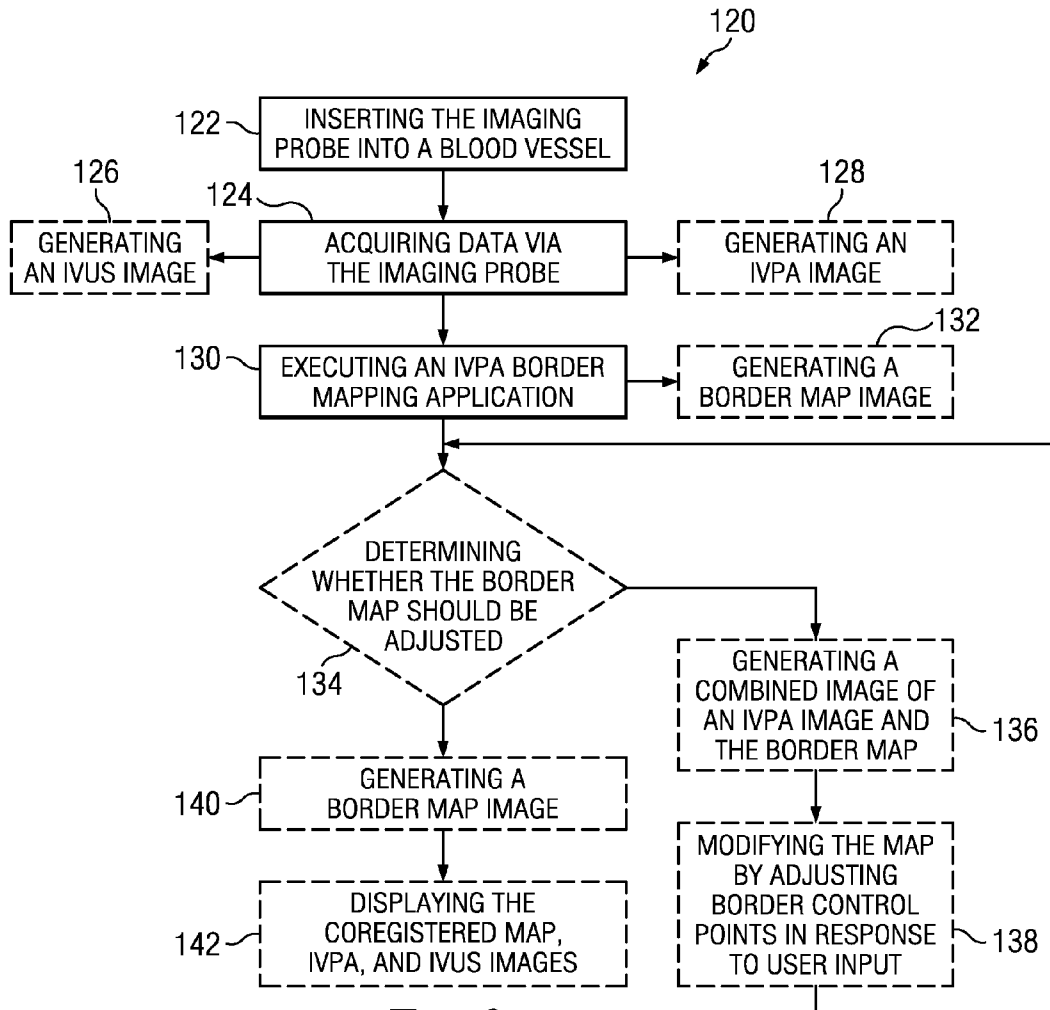 120
122
INSERTING THE IMAGING
PROBE INTO A BLOOD VESSEL
126
124
128
GENERATING
AN IVUS IMAGE
ACQUIRING DATA VIA
THE IMAGING PROBE
GENERATING AN
IVPA IMAGE
132
130
EXECUTING AN IVPA BORDER
MAPPING APPLICATION
GENERATING A
BORDER MAP IMAGE
DETERMINING
WHETHER THE BORDER
MAP SHOULD BE
ADJUSTED
134
GENERATING A
COMBINED IMAGE OF
AN IVPA IMAGE AND
THE BORDER MAP
136
140
GENERATING A
BORDER MAP IMAGE
MODIFYING THE MAP
BY ADJUSTING
BORDER CONTROL
POINTS IN RESPONSE
TO USER INPUT
138
142
DISPLAYING THE
COREGISTERED MAP,
IVPA, AND IVUS IMAGES